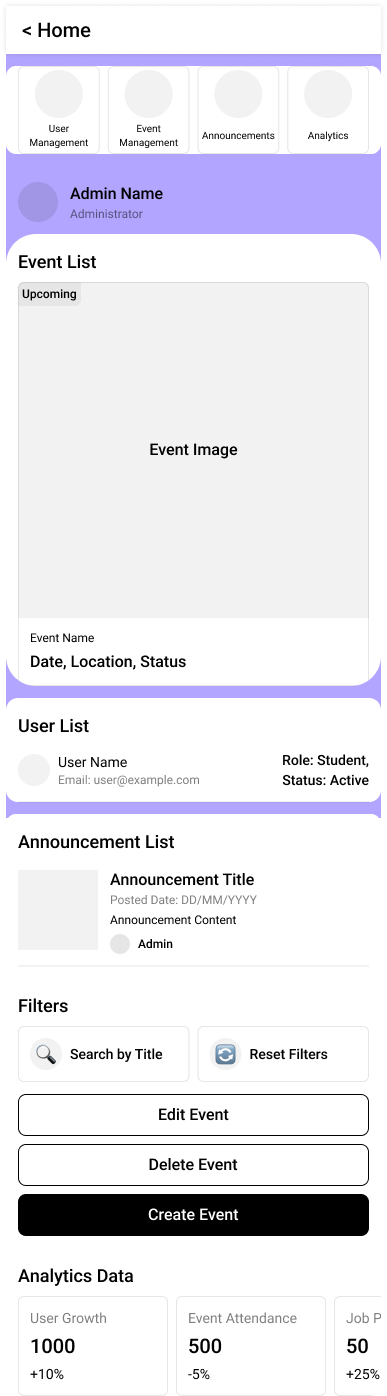 < Home
User
Management
Event
Management
Announcements
Analytics
Admin Name
Administrator
Event List
Upcoming
Event Image
Event Name
Date, Location, Status
User List
User Name
Email: user@example.com
Role: Student,
Status: Active
Announcement List
Announcement Title
Posted Date: DD/MM/YYYY
Announcement Content
Admin
Filters
Search by Title
Reset Filters
Edit Event
Delete Event
Create Event
Analytics Data
User Growth
1000
+10%
Event Attendance
500
-5%
Job P
50
+25%